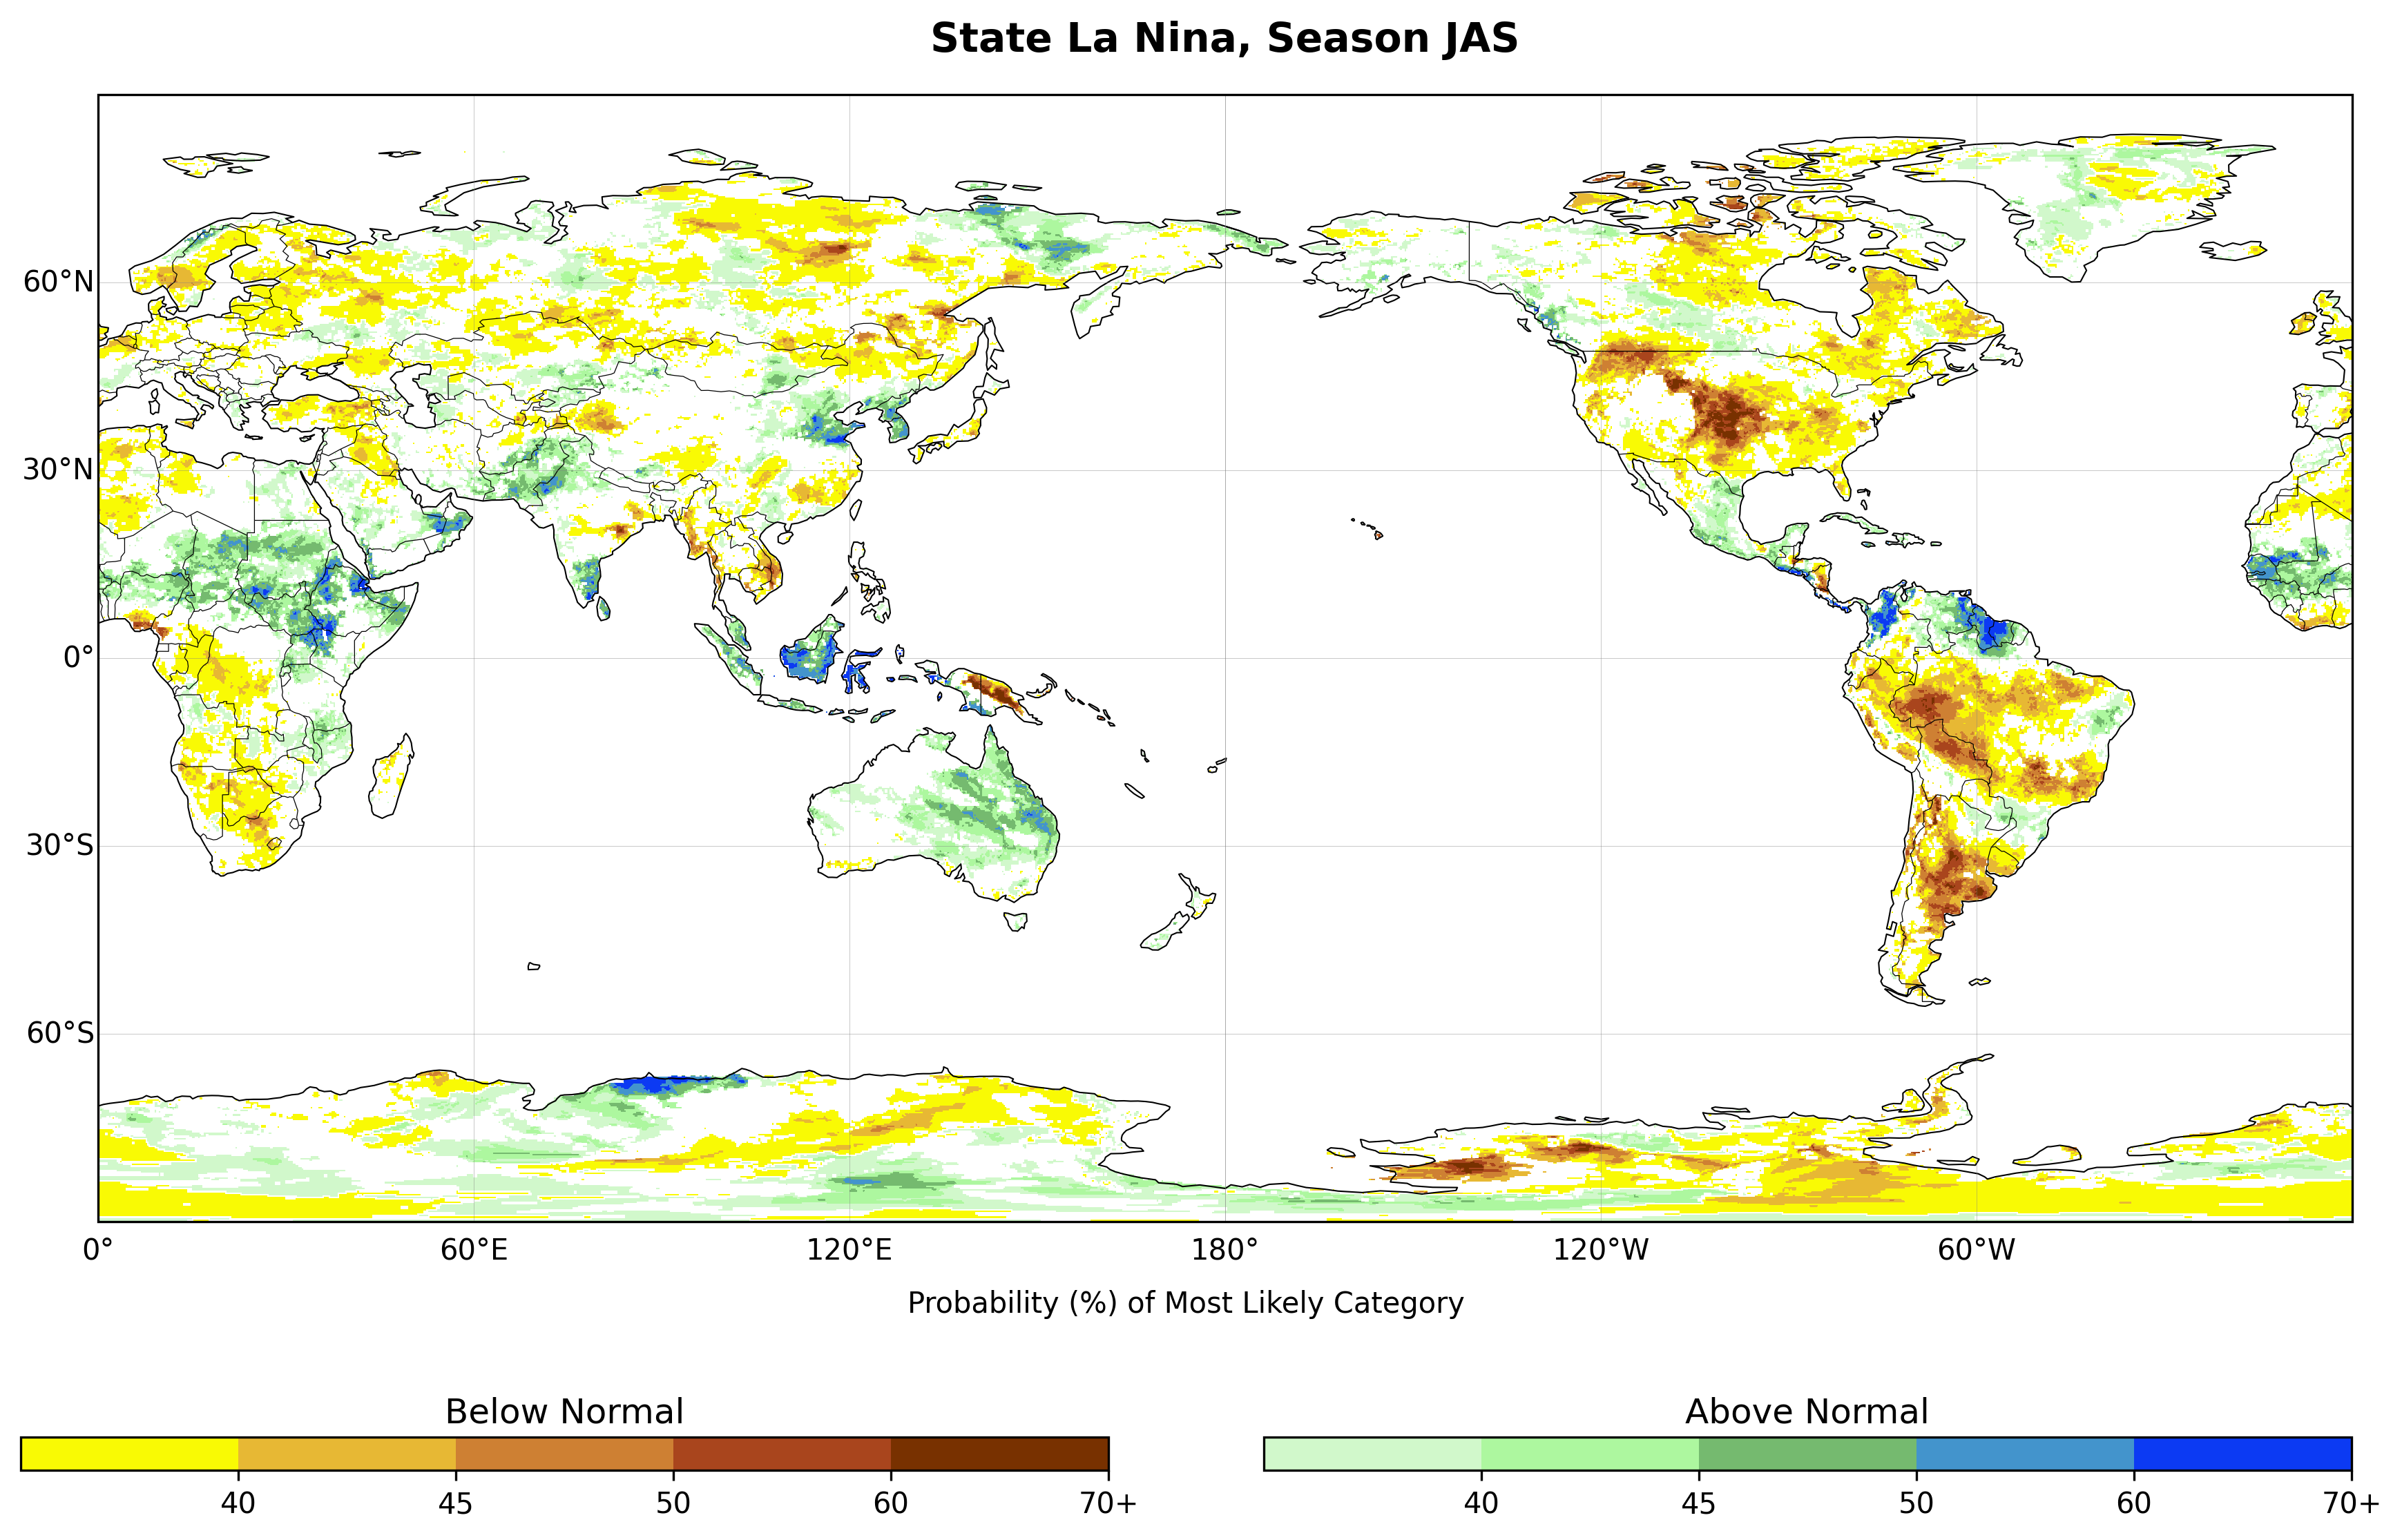 State La Nina, Season JAS
60°N
30°N
0°
30°S
60°S
0° 60°E 120°E 180° 120°W 60°W
Probability (%) of Most Likely Category
Below Normal Above Normal
40 45 50 60 70+ 40 45 50 60 70+